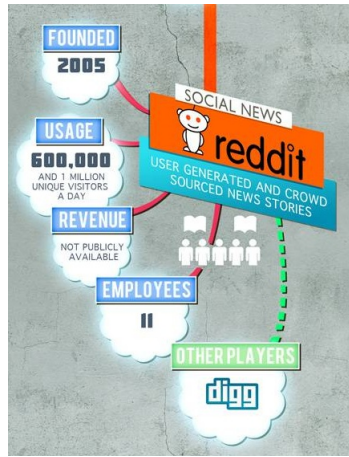 FOUNDED
2005
SOCIAL NEWS
reddit
USER GENERATED AND CROWD
SOURCED NEWS STORIES
USAGE
600,000
AND 1 MILLION
UNIQUE VISITORS
A DAY
REVENUE
NOT PUBLICLY
AVAILABLE
EMPLOYEES
11
OTHER PLAYERS
digg